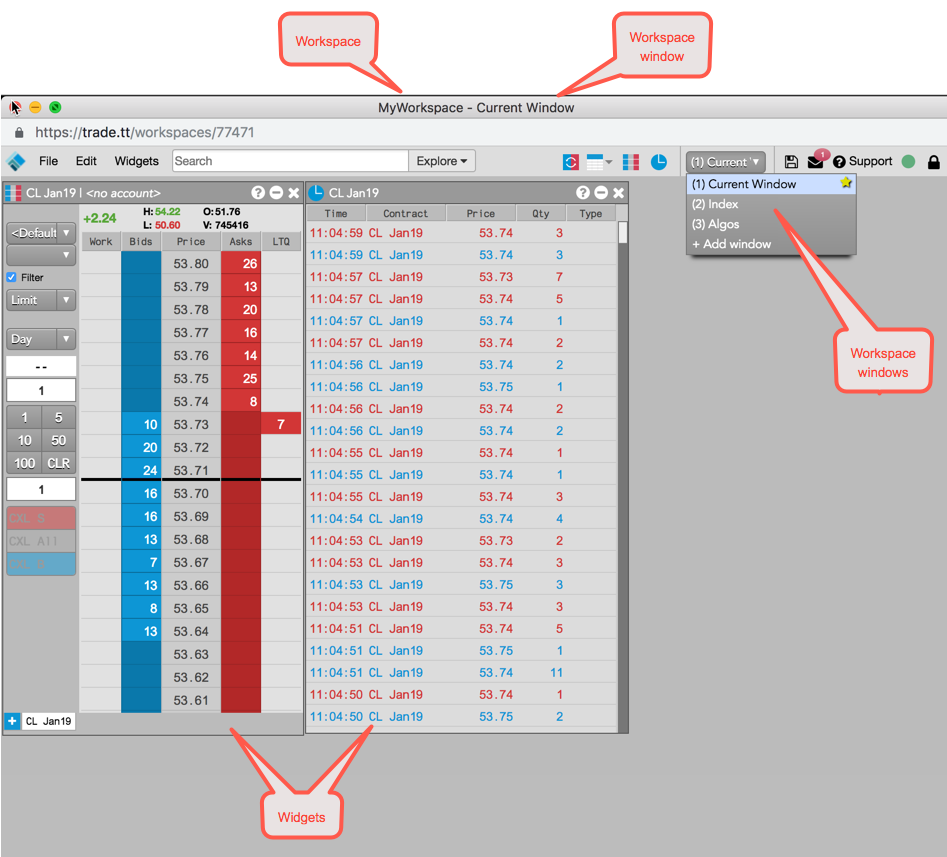 Workspace
Workspace
window
MyWorkspace - Current Window
https://trade.tt/workspaces/77471
File Edit Widgets Search Explore (1) Current 1 Support
(1) Current Window
(2) Index
(3) Algos
+ Add window
Workspace
windows
CL Jan19 | <no account>
+2.24 H: 54.22 O: 51.76
L: 50.60 V: 745416
<Default
Filter
Limit
Day
--
1
1 5
10 50
100 CLR
1
CXL S
CXL All
Work Bids Price Asks LTQ
53.80 26
53.79 13
53.78 20
53.77 16
53.76 14
53.75 25
53.74 8
10 53.73 7
20 53.72
24 53.71
16 53.70
16 53.69
13 53.68
7 53.67
13 53.66
8 53.65
13 53.64
53.63
53.62
53.61
+ CL Jan19
CL Jan19
Time Contract Price Qty Type
11:04:59 CL Jan19 53.74 3
11:04:59 CL Jan19 53.74 3
11:04:57 CL Jan19 53.73 7
11:04:57 CL Jan19 53.74 5
11:04:57 CL Jan19 53.74 1
11:04:57 CL Jan19 53.74 2
11:04:56 CL Jan19 53.74 2
11:04:56 CL Jan19 53.75 1
11:04:56 CL Jan19 53.74 2
11:04:56 CL Jan19 53.74 2
11:04:55 CL Jan19 53.74 1
11:04:55 CL Jan19 53.74 1
11:04:55 CL Jan19 53.74 3
11:04:54 CL Jan19 53.74 4
11:04:53 CL Jan19 53.73 2
11:04:53 CL Jan19 53.74 3
11:04:53 CL Jan19 53.75 3
11:04:53 CL Jan19 53.74 3
11:04:51 CL Jan19 53.74 5
11:04:51 CL Jan19 53.75 1
11:04:51 CL Jan19 53.74 11
11:04:50 CL Jan19 53.74 1
11:04:50 CL Jan19 53.75 2
Widgets